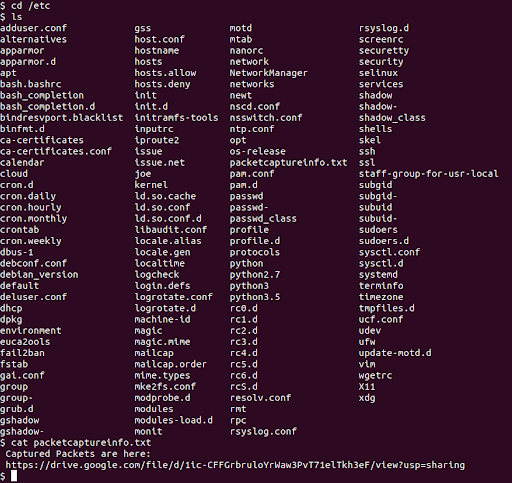 $ cd /etc
$ ls
adduser.conf gss motd rsyslog.d
alternatives host.conf mtab screenrc
apparmor hostname nanorc securetty
apparmor.d hosts network security
apt hosts.allow NetworkManager selinux
bash.bashrc hosts.deny networks services
bash_completion init newt shadow
bash_completion.d init.d nscd.conf shadow-
bindresvport.blacklist initramfs-tools nsswitch.conf shadow_class
binfmt.d inputrc ntp.conf shells
ca-certificates iproute2 opt skel
ca-certificates.conf issue os-release ssh
calendar issue.net packetcaptureinfo.txt ssl
cloud joe pam.conf staff-group-for-usr-local
cron.d kernel pam.d subgid
cron.daily ld.so.cache passwd subgid-
cron.hourly ld.so.conf passwd- subuid
cron.monthly ld.so.conf.d passwd_class subuid-
crontab libaudit.conf profile sudoers
cron.weekly locale.alias profile.d sudoers.d
dbus-1 locale.gen protocols sysctl.conf
debconf.conf localtime python sysctl.d
debian_version logcheck python2.7 systemd
default login.defs python3 terminfo
deluser.conf logrotate.conf python3.5 timezone
dhcp logrotate.d rc0.d tmpfiles.d
dpkg machine-id rc1.d ucf.conf
environment magic rc2.d udev
euca2ools magic.mime rc3.d ufw
fail2ban mailcap rc4.d update-motd.d
fstab mailcap.order rc5.d vim
gai.conf mime.types rc6.d wgetrc
group mke2fs.conf rcS.d X11
group- modprobe.d resolv.conf xdg
grub.d modules rmt
gshadow modules-load.d rpc
gshadow- monit rsyslog.conf
$ cat packetcaptureinfo.txt
Captured Packets are here:
https://drive.google.com/file/d/1ic-CFFGrbruloYrWaw3PvT71elTkh3eF/view?usp=sharing
$